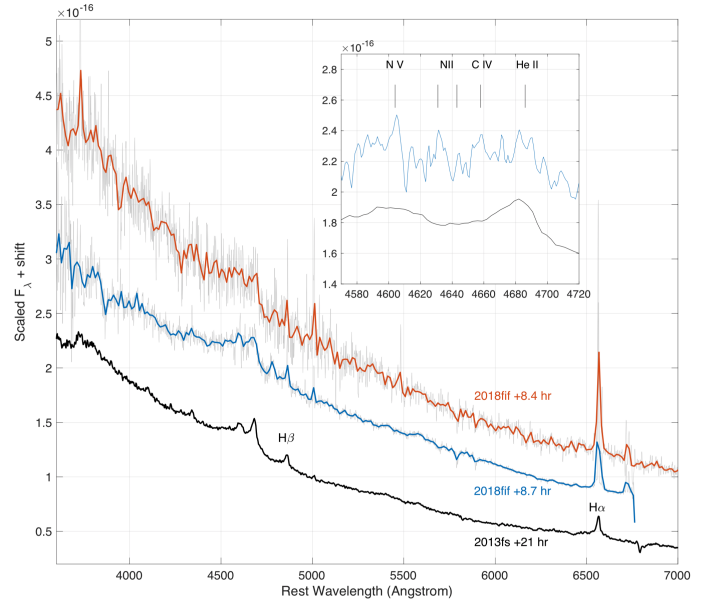 ×10⁻¹⁶
5
4.5
4
3.5
3
2.5
2
1.5
1
0.5
Scaled F_λ + shift
×10⁻¹⁶
N V NII C IV He II
2.8
2.6
2.4
2.2
2
1.8
1.6
1.4
4580 4600 4620 4640 4660 4680 4700 4720
2018fif +8.4 hr
Hβ
2018fif +8.7 hr
Hα
2013fs +21 hr
4000 4500 5000 5500 6000 6500 7000
Rest Wavelength (Angstrom)